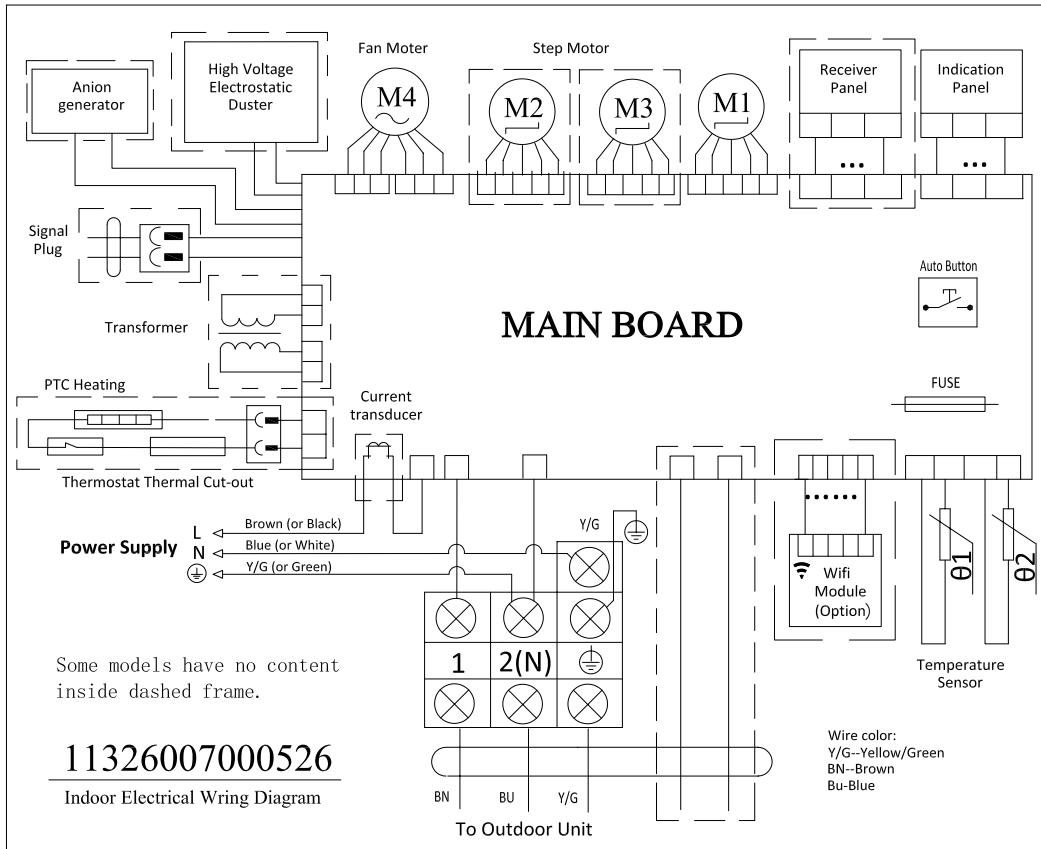 Fan Moter
Step Motor
Anion
generator
High Voltage
Electrostatic
Duster
M4
M2
M3
M1
Receiver
Panel
Indication
Panel
...
...
Signal
Plug
Auto Button
Transformer
MAIN BOARD
PTC Heating
FUSE
Current
transducer
Thermostat Thermal Cut-out
Power Supply
L
Brown (or Black)
N
Blue (or White)
Y/G (or Green)
Y/G
......
Wifi
Module
(Option)
θ1
θ2
1
2(N)
Temperature
Sensor
Some models have no content
inside dashed frame.
11326007000526
Indoor Electrical Wring Diagram
Wire color:
Y/G--Yellow/Green
BN--Brown
Bu-Blue
BN
BU
Y/G
To Outdoor Unit